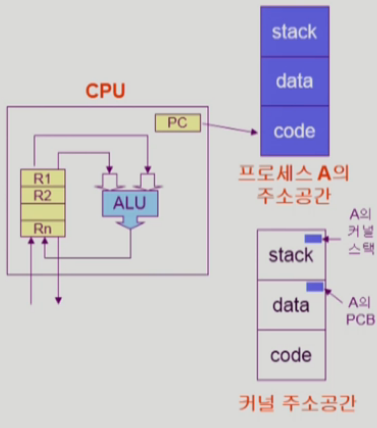 CPU
PC
R1
R2
Rn
ALU
stack
data
code
프로세스 A의
주소공간
stack
data
code
A의
커널
스택
A의
PCB
커널 주소공간